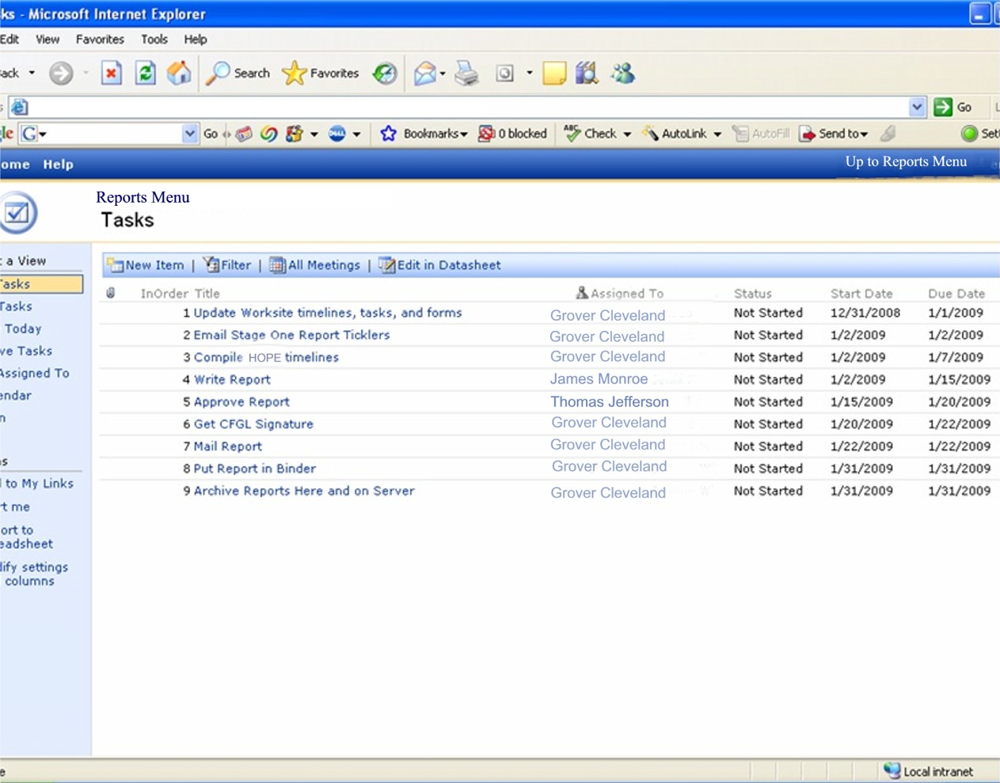 ks - Microsoft Internet Explorer
Edit View Favorites Tools Help
ack Search Favorites
s Go L
le G Go Bookmarks 0 blocked ABC Check AutoLink AutoFill Send to Set
ome Help Up to Reports Menu
Reports Menu
Tasks
t a View
New Item | Filter | All Meetings | Edit in Datasheet
Tasks
InOrder Title Assigned To Status Start Date Due Date
Tasks
1 Update Worksite timelines, tasks, and forms Grover Cleveland Not Started 12/31/2008 1/1/2009
Today
2 Email Stage One Report Ticklers Grover Cleveland Not Started 1/2/2009 1/2/2009
ve Tasks
3 Compile HOPE timelines Grover Cleveland Not Started 1/2/2009 1/7/2009
Assigned To
4 Write Report James Monroe Not Started 1/2/2009 1/15/2009
endar
5 Approve Report Thomas Jefferson Not Started 1/15/2009 1/20/2009
n
6 Get CFGL Signature Grover Cleveland Not Started 1/20/2009 1/22/2009
7 Mail Report Grover Cleveland Not Started 1/22/2009 1/22/2009
s
8 Put Report in Binder Grover Cleveland Not Started 1/31/2009 1/31/2009
d to My Links
9 Archive Reports Here and on Server Grover Cleveland Not Started 1/31/2009 1/31/2009
rt me
ort to
eadsheet
dify settings
columns
e Local intranet